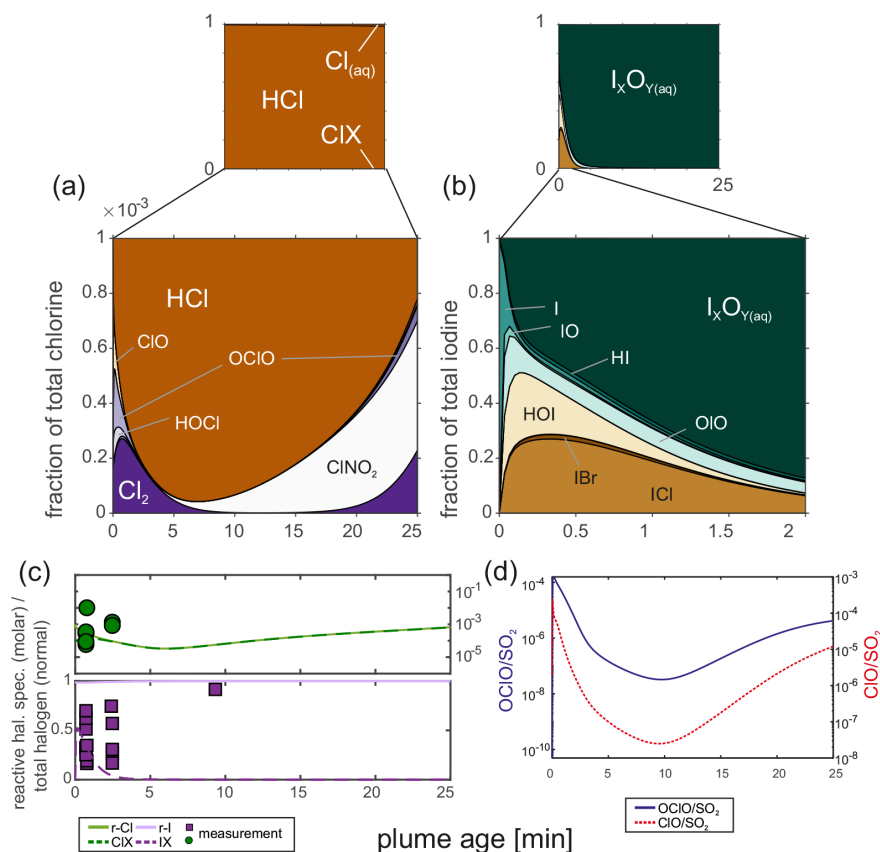 1
Cl(aq)
HCl
ClX
0
1
IXOY(aq)
0
0
25
(a)
(b)
× 10⁻³
1
0.8
0.6
0.4
0.2
0
fraction of total chlorine
HCl
ClO
OClO
HOCl
Cl2
ClNO2
0
5
10
15
20
25
1
0.8
0.6
0.4
0.2
0
fraction of total iodine
I
IO
HI
IXOY(aq)
OIO
HOI
IBr
ICl
0
0.5
1
1.5
2
(c)
10⁻¹
10⁻³
10⁻⁵
reactive hal. spec. (molar) /
total halogen (normal)
1
0.5
0
0
5
10
15
20
25
r-Cl
r-I
measurement
ClX
IX
(d)
10⁻⁴
10⁻⁶
10⁻⁸
10⁻¹⁰
OClO/SO2
10⁻³
10⁻⁴
10⁻⁵
10⁻⁶
10⁻⁷
10⁻⁸
ClO/SO2
0
5
10
15
20
25
OClO/SO2
ClO/SO2
plume age [min]